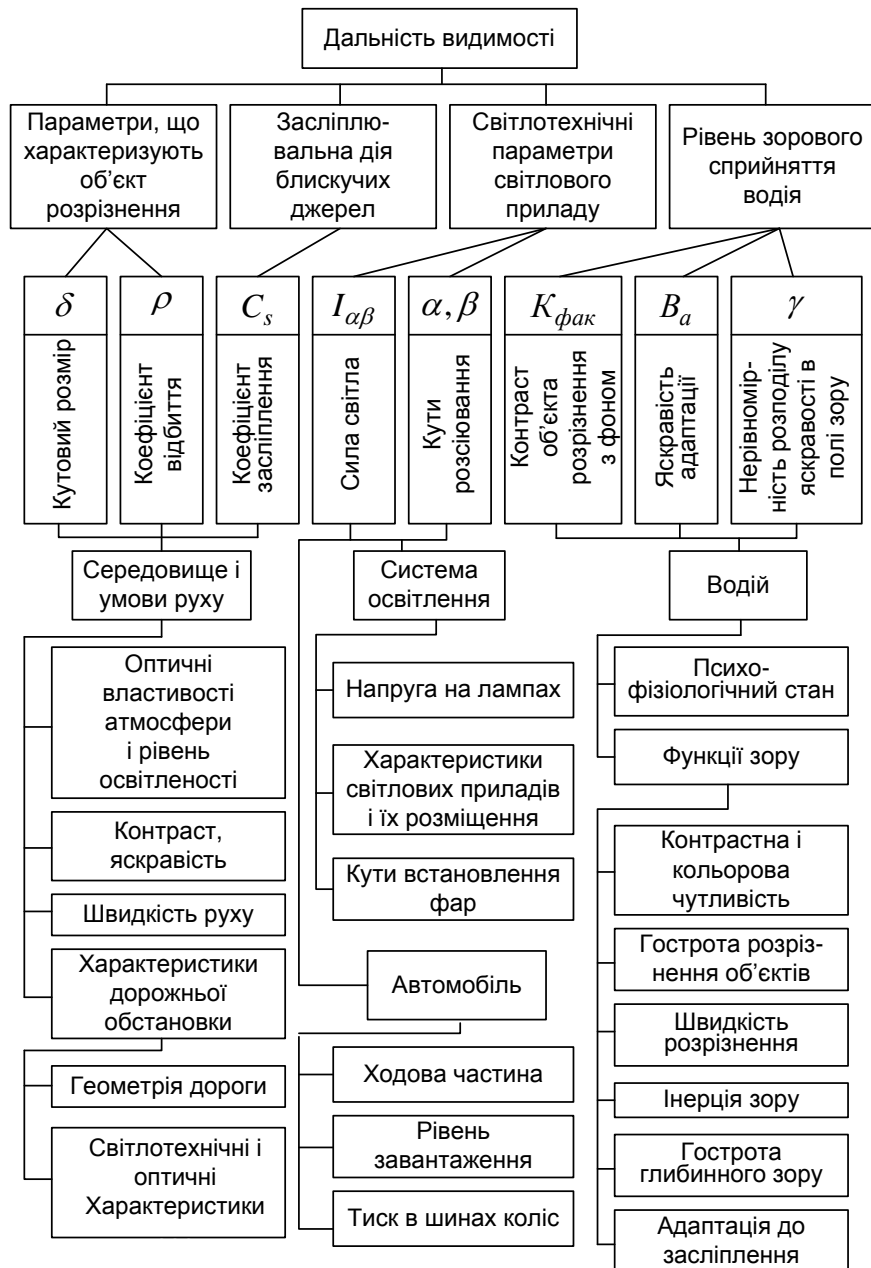 Дальність видимості
Параметри, що
характеризують
об’єкт
розрізнення
Засліплю-
вальна дія
блискучих
джерел
Світлотехнічні
параметри
світлового
приладу
Рівень зорового
сприйняття
водія
δ
ρ
C_s
I_{αβ}
α, β
К_{фак}
B_a
γ
Кутовий розмір
Коефіцієнт
відбиття
Коефіцієнт
засліплення
Сила світла
Кути
розсіювання
Контраст
об’єкта
розрізнення
з фоном
Яскравість
адаптації
Нерівномір-
ність розподілу
яскравості в
полі зору
Середовище і
умови руху
Оптичні
властивості
атмосфери
і рівень
освітленості
Контраст,
яскравість
Швидкість руху
Характеристики
дорожньої
обстановки
Геометрія дороги
Світлотехнічні і
оптичні
Характеристики
Система
освітлення
Напруга на лампах
Характеристики
світлових приладів
і їх розміщення
Кути встановлення
фар
Автомобіль
Ходова частина
Рівень
завантаження
Тиск в шинах коліс
Водій
Психо-
фізіологічний стан
Функції зору
Контрастна і
кольорова
чутливість
Гострота розріз-
нення об’єктів
Швидкість
розрізнення
Інерція зору
Гострота
глибинного зору
Адаптація до
засліплення